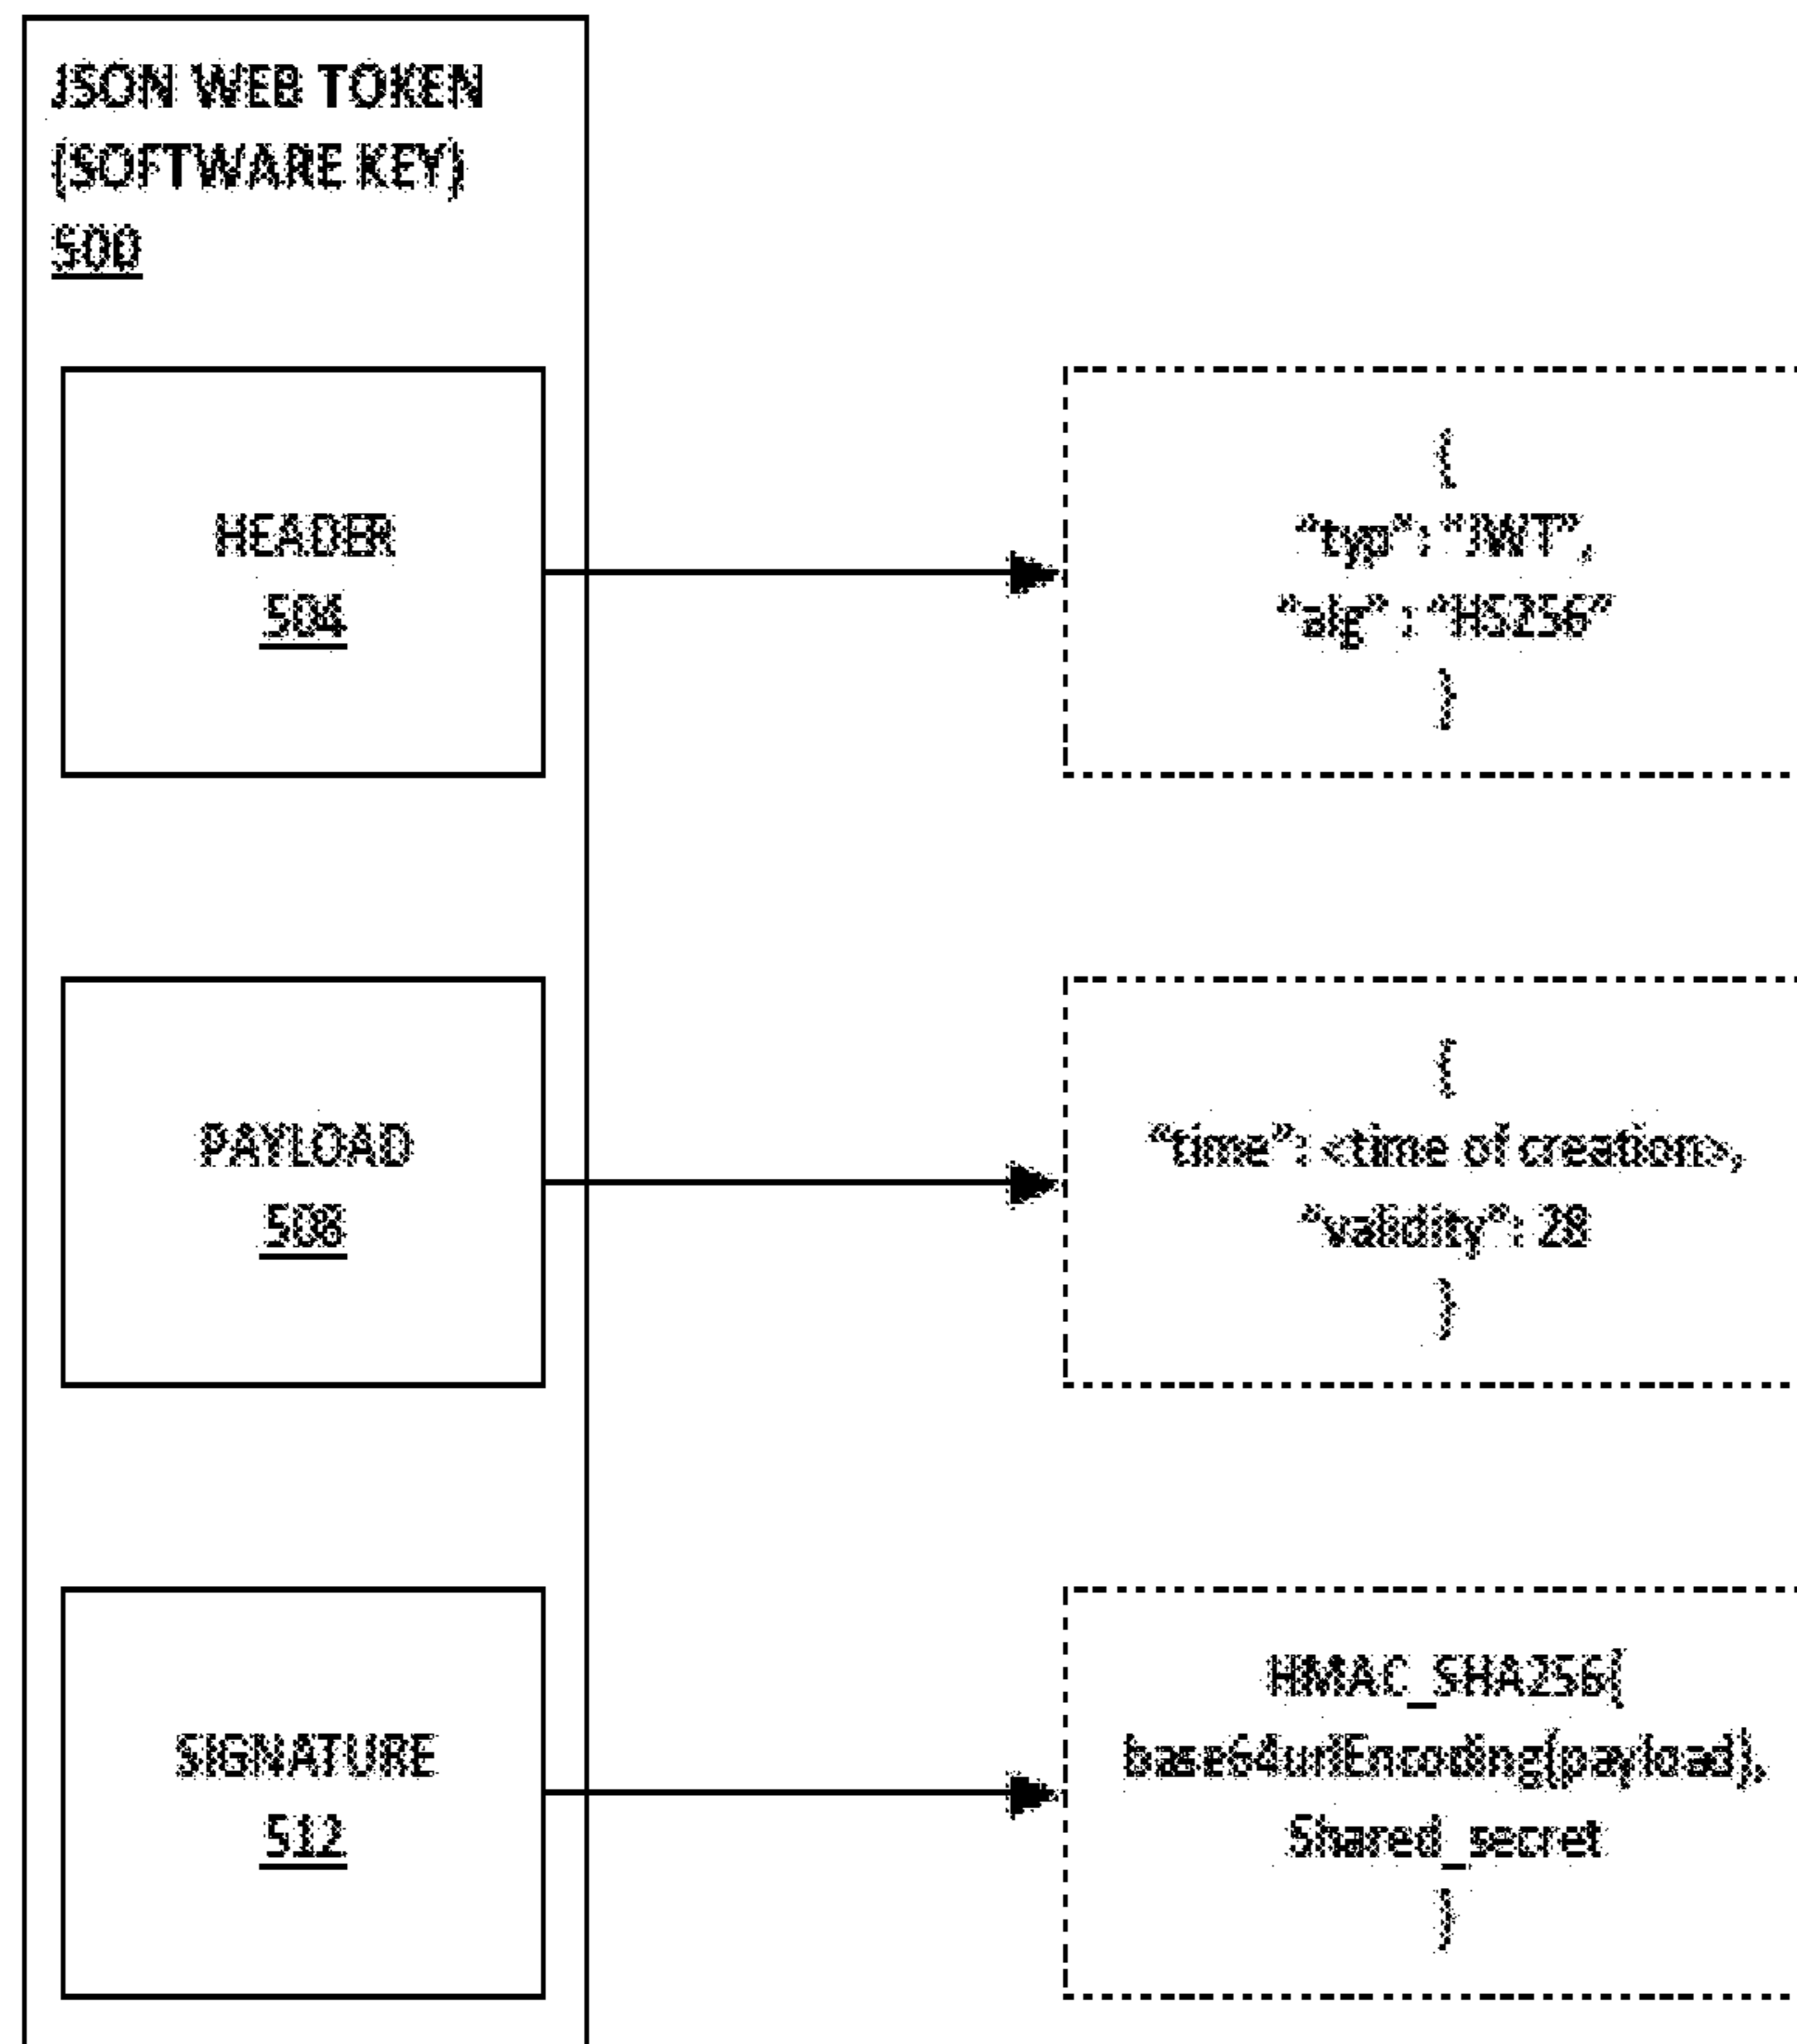 JSON WEB TOKEN
(SOFTWARE KEY)
500
HEADER
504
{
“typ”: “JWT”,
“alg” : “HS256”
}
PAYLOAD
508
{
“time”: <time of creation>,
“validity”: 28
}
SIGNATURE
512
HMAC_SHA256(
base64urlEncoding(payload),
Shared_secret
)